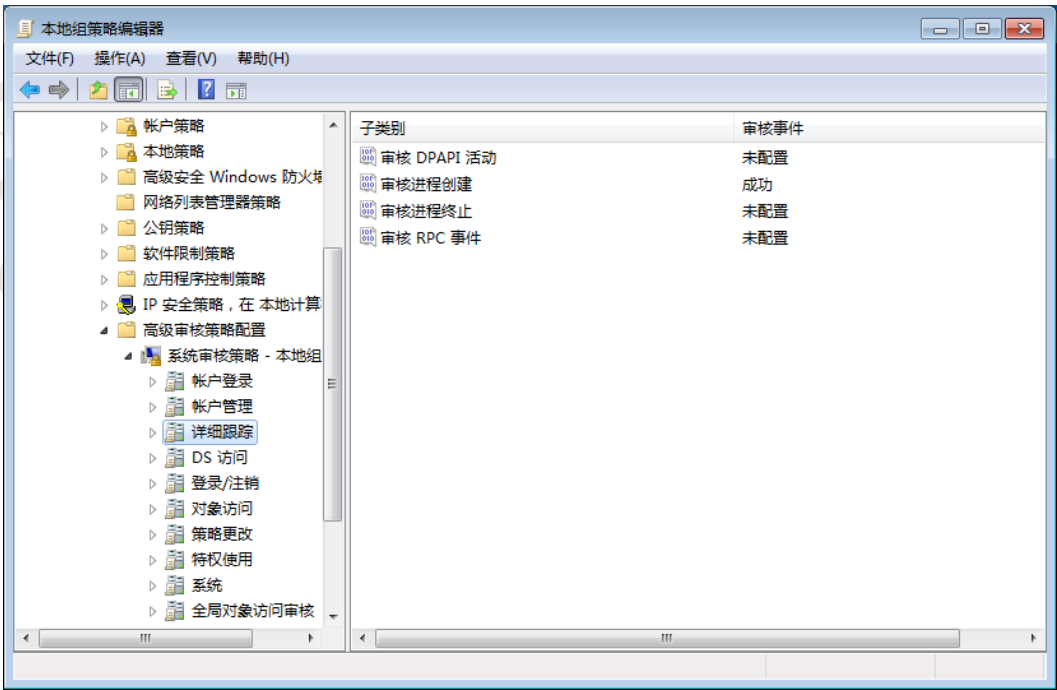 本地组策略编辑器
文件(F) 操作(A) 查看(V) 帮助(H)
帐户策略
本地策略
高级安全 Windows 防火墙
网络列表管理器策略
公钥策略
软件限制策略
应用程序控制策略
IP 安全策略，在 本地计算
高级审核策略配置
系统审核策略 - 本地组
帐户登录
帐户管理
详细跟踪
DS 访问
登录/注销
对象访问
策略更改
特权使用
系统
全局对象访问审核
子类别 审核事件
审核 DPAPI 活动 未配置
审核进程创建 成功
审核进程终止 未配置
审核 RPC 事件 未配置